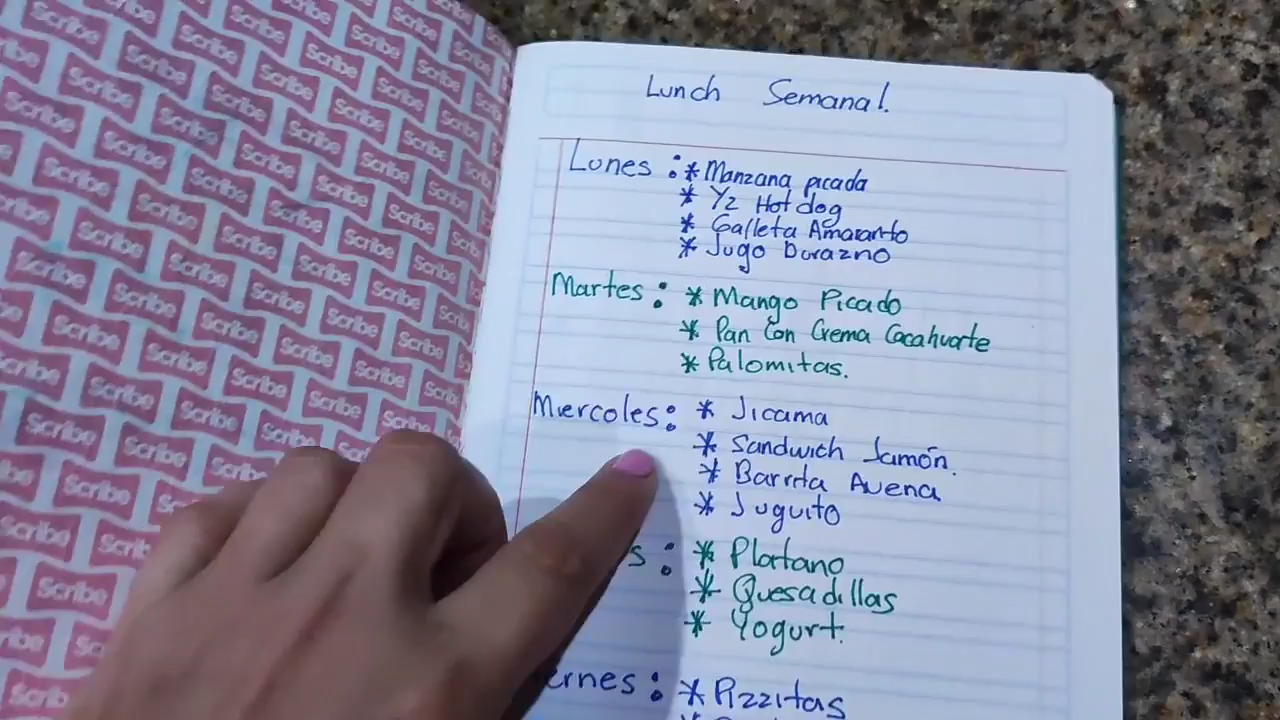 Lunch Semanal.
Lunes : * Manzana picada
* 1/2 Hot dog
* Galleta Amaranto
* Jugo Durazno
Martes : * Mango Picado
* Pan Con Crema Cacahuate
* Palomitas.
Miercoles: * Jicama
* Sandwich Jamón.
* Barrita Avena
* Juguito
s : * Platano
* Quesadillas
* Yogurt.
ernes : * Pizzitas
Scribe